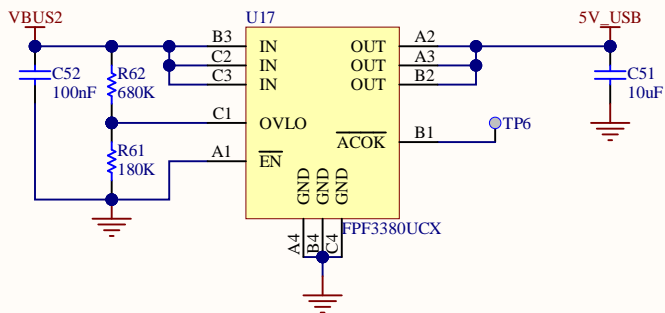 VBUS2
U17
5V_USB
B3 IN OUT A2
C2 IN OUT A3
C3 IN OUT B2
C52
100nF
R62
680K
C51
10uF
C1 OVLO
ACOK B1
TP6
R61
180K
A1 EN
GND GND GND
FPF3380UCX
A4 B4 C4